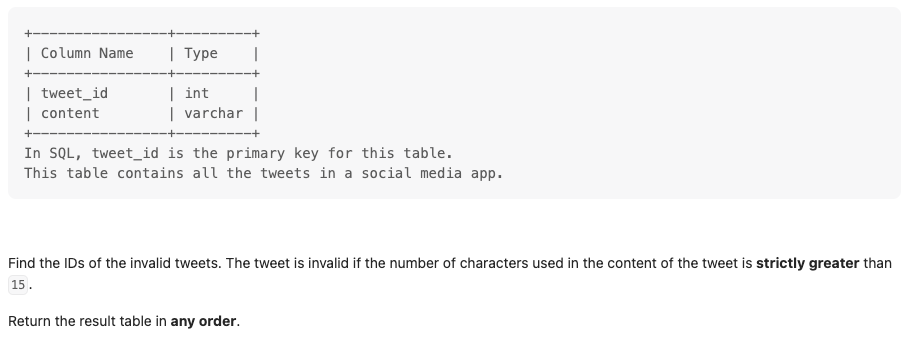 +-----------------+---------+
| Column Name    | Type    |
+-----------------+---------+
| tweet_id       | int     |
| content        | varchar |
+-----------------+---------+
In SQL, tweet_id is the primary key for this table.
This table contains all the tweets in a social media app.
Find the IDs of the invalid tweets. The tweet is invalid if the number of characters used in the content of the tweet is strictly greater than
15 .
Return the result table in any order.